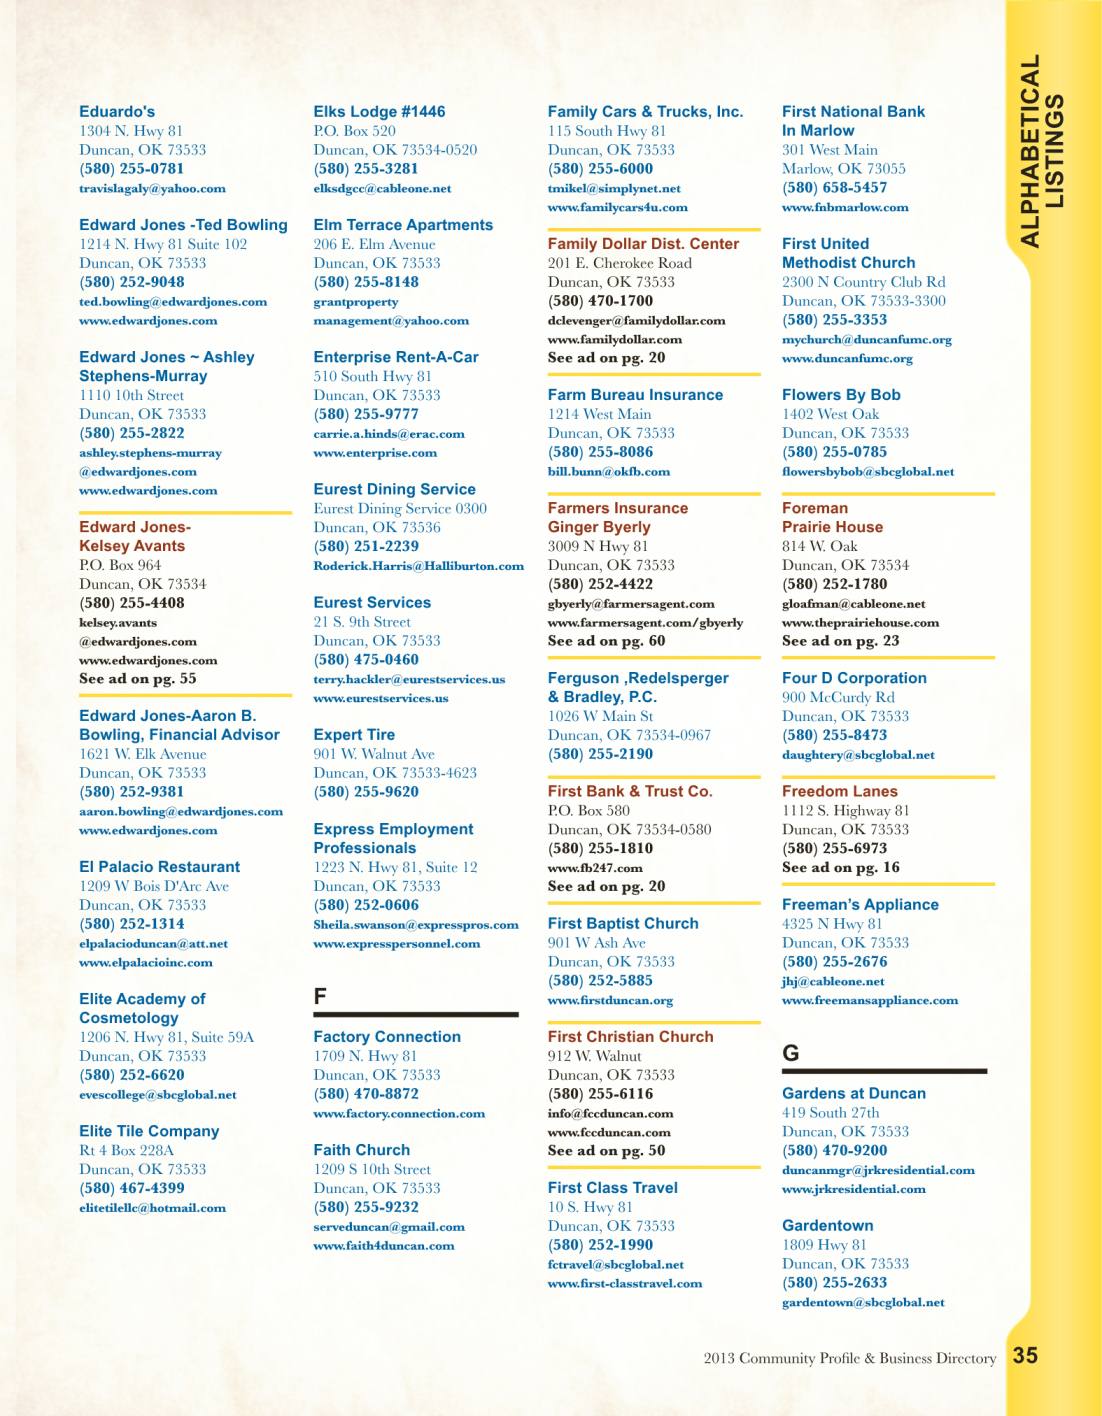 ALPHABETICAL
LISTINGS
Eduardo's
1304 N. Hwy 81
Duncan, OK 73533
(580) 255-0781
travislagaly@yahoo.com
Edward Jones -Ted Bowling
1214 N. Hwy 81 Suite 102
Duncan, OK 73533
(580) 252-9048
ted.bowling@edwardjones.com
www.edwardjones.com
Edward Jones ~ Ashley
Stephens-Murray
1110 10th Street
Duncan, OK 73533
(580) 255-2822
ashley.stephens-murray
@edwardjones.com
www.edwardjones.com
Edward Jones-
Kelsey Avants
P.O. Box 964
Duncan, OK 73534
(580) 255-4408
kelsey.avants
@edwardjones.com
www.edwardjones.com
See ad on pg. 55
Edward Jones-Aaron B.
Bowling, Financial Advisor
1621 W. Elk Avenue
Duncan, OK 73533
(580) 252-9381
aaron.bowling@edwardjones.com
www.edwardjones.com
El Palacio Restaurant
1209 W Bois D'Arc Ave
Duncan, OK 73533
(580) 252-1314
elpalacioduncan@att.net
www.elpalacioinc.com
Elite Academy of
Cosmetology
1206 N. Hwy 81, Suite 59A
Duncan, OK 73533
(580) 252-6620
evescollege@sbcglobal.net
Elite Tile Company
Rt 4 Box 228A
Duncan, OK 73533
(580) 467-4399
elitetilellc@hotmail.com
Elks Lodge #1446
P.O. Box 520
Duncan, OK 73534-0520
(580) 255-3281
elksdgcc@cableone.net
Elm Terrace Apartments
206 E. Elm Avenue
Duncan, OK 73533
(580) 255-8148
grantproperty
management@yahoo.com
Enterprise Rent-A-Car
510 South Hwy 81
Duncan, OK 73533
(580) 255-9777
carrie.a.hinds@erac.com
www.enterprise.com
Eurest Dining Service
Eurest Dining Service 0300
Duncan, OK 73536
(580) 251-2239
Roderick.Harris@Halliburton.com
Eurest Services
21 S. 9th Street
Duncan, OK 73533
(580) 475-0460
terry.hackler@eurestservices.us
www.eurestservices.us
Expert Tire
901 W. Walnut Ave
Duncan, OK 73533-4623
(580) 255-9620
Express Employment
Professionals
1223 N. Hwy 81, Suite 12
Duncan, OK 73533
(580) 252-0606
Sheila.swanson@expresspros.com
www.expresspersonnel.com
F
Factory Connection
1709 N. Hwy 81
Duncan, OK 73533
(580) 470-8872
www.factory.connection.com
Faith Church
1209 S 10th Street
Duncan, OK 73533
(580) 255-9232
serveduncan@gmail.com
www.faith4duncan.com
Family Cars & Trucks, Inc.
115 South Hwy 81
Duncan, OK 73533
(580) 255-6000
tmikel@simplynet.net
www.familycars4u.com
Family Dollar Dist. Center
201 E. Cherokee Road
Duncan, OK 73533
(580) 470-1700
dclevenger@familydollar.com
www.familydollar.com
See ad on pg. 20
Farm Bureau Insurance
1214 West Main
Duncan, OK 73533
(580) 255-8086
bill.bunn@okfb.com
Farmers Insurance
Ginger Byerly
3009 N Hwy 81
Duncan, OK 73533
(580) 252-4422
gbyerly@farmersagent.com
www.farmersagent.com/gbyerly
See ad on pg. 60
Ferguson ,Redelsperger
& Bradley, P.C.
1026 W Main St
Duncan, OK 73534-0967
(580) 255-2190
First Bank & Trust Co.
P.O. Box 580
Duncan, OK 73534-0580
(580) 255-1810
www.fb247.com
See ad on pg. 20
First Baptist Church
901 W Ash Ave
Duncan, OK 73533
(580) 252-5885
www.firstduncan.org
First Christian Church
912 W. Walnut
Duncan, OK 73533
(580) 255-6116
info@fccduncan.com
www.fccduncan.com
See ad on pg. 50
First Class Travel
10 S. Hwy 81
Duncan, OK 73533
(580) 252-1990
fctravel@sbcglobal.net
www.first-classtravel.com
First National Bank
In Marlow
301 West Main
Marlow, OK 73055
(580) 658-5457
www.fnbmarlow.com
First United
Methodist Church
2300 N Country Club Rd
Duncan, OK 73533-3300
(580) 255-3353
mychurch@duncanfumc.org
www.duncanfumc.org
Flowers By Bob
1402 West Oak
Duncan, OK 73533
(580) 255-0785
flowersbybob@sbcglobal.net
Foreman
Prairie House
814 W. Oak
Duncan, OK 73534
(580) 252-1780
gloafman@cableone.net
www.theprairiehouse.com
See ad on pg. 23
Four D Corporation
900 McCurdy Rd
Duncan, OK 73533
(580) 255-8473
daughtery@sbcglobal.net
Freedom Lanes
1112 S. Highway 81
Duncan, OK 73533
(580) 255-6973
See ad on pg. 16
Freeman’s Appliance
4325 N Hwy 81
Duncan, OK 73533
(580) 255-2676
jhj@cableone.net
www.freemansappliance.com
G
Gardens at Duncan
419 South 27th
Duncan, OK 73533
(580) 470-9200
duncanmgr@jrkresidential.com
www.jrkresidential.com
Gardentown
1809 Hwy 81
Duncan, OK 73533
(580) 255-2633
gardentown@sbcglobal.net
2013 Community Profile & Business Directory 35